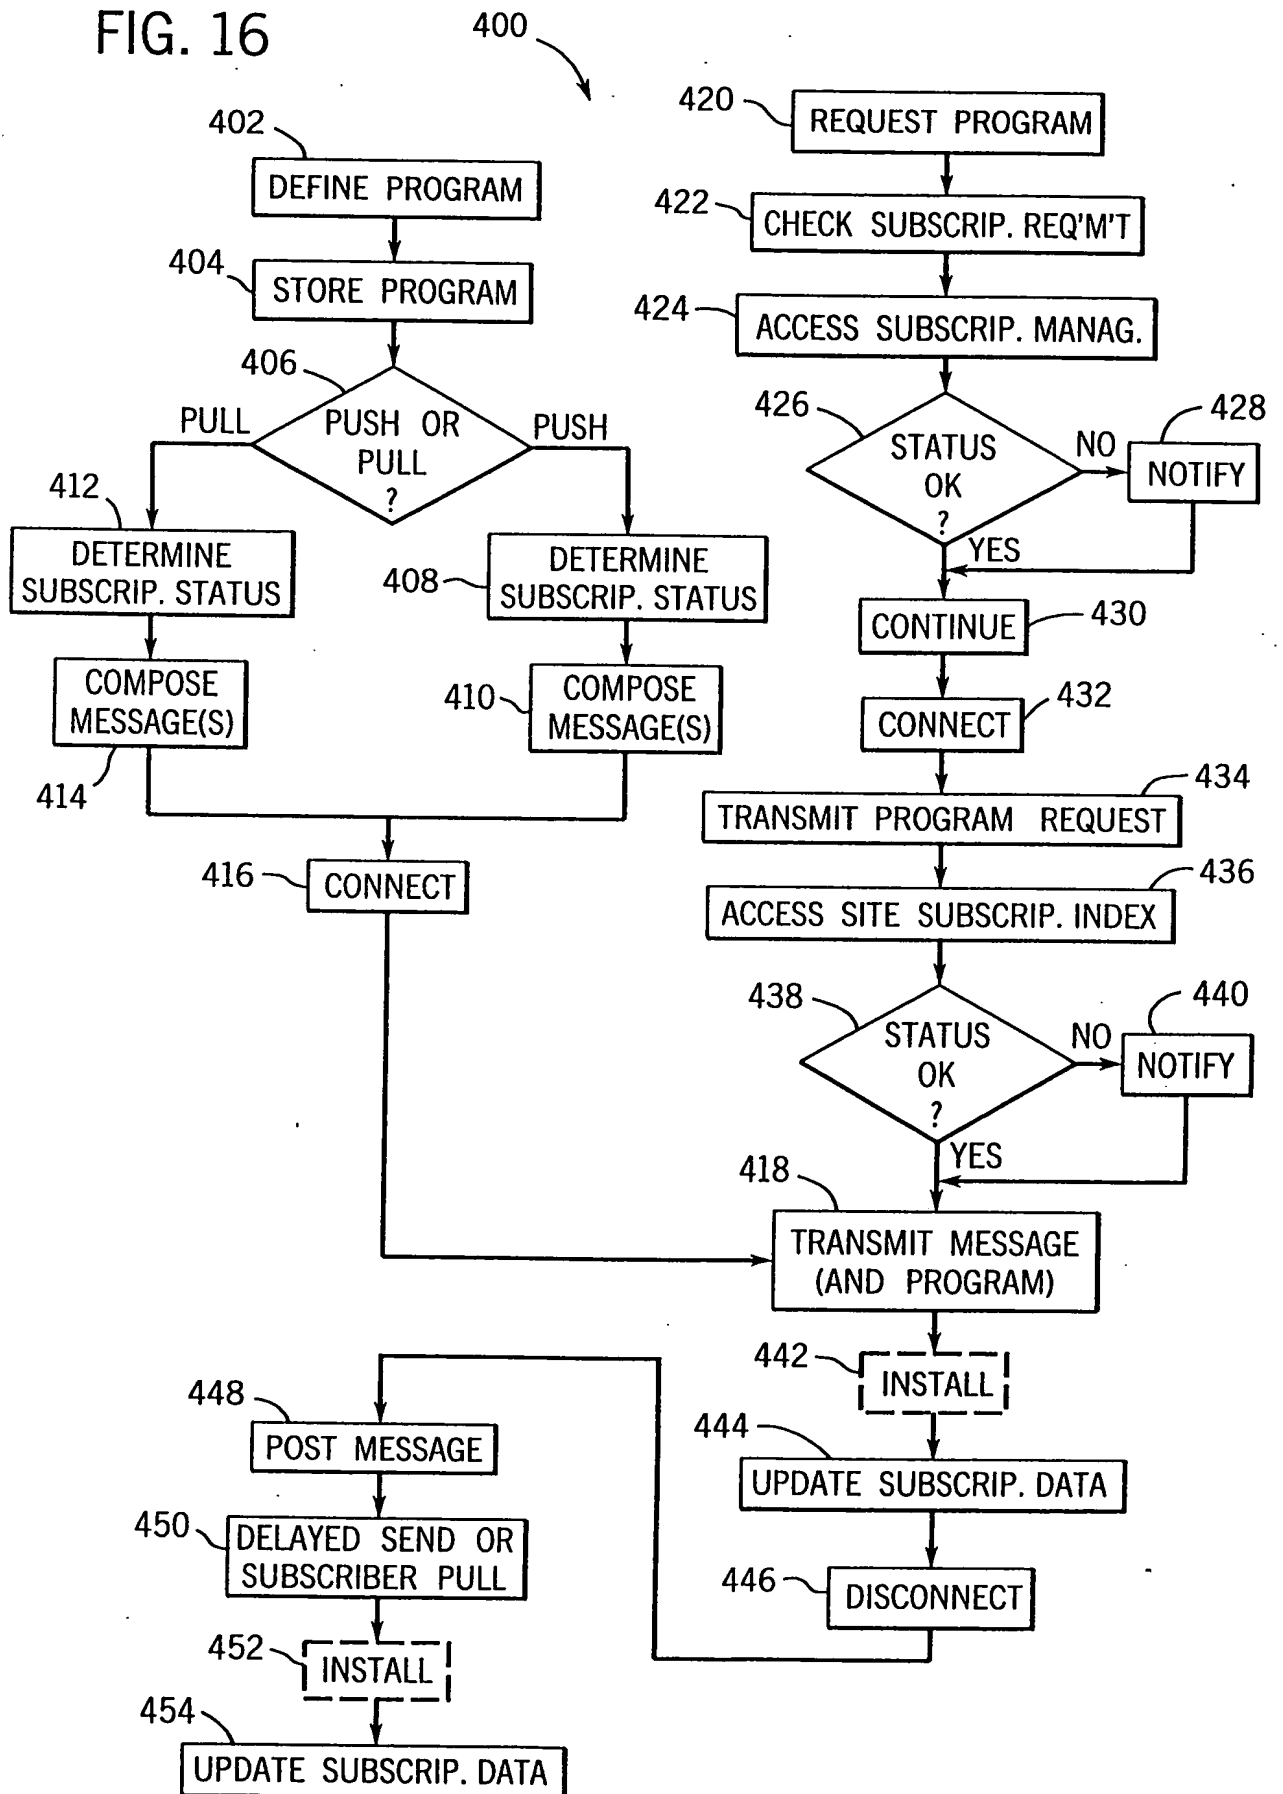 FIG. 16
400
402
DEFINE PROGRAM
404
STORE PROGRAM
406
PUSH OR
PULL
?
PULL
PUSH
412
DETERMINE
SUBSCRIP. STATUS
408
DETERMINE
SUBSCRIP. STATUS
COMPOSE
MESSAGE(S)
414
410
COMPOSE
MESSAGE(S)
416
CONNECT
420
REQUEST PROGRAM
422
CHECK SUBSCRIP. REQ'M'T
424
ACCESS SUBSCRIP. MANAG.
426
STATUS
OK
?
NO
428
NOTIFY
YES
CONTINUE
430
CONNECT
432
434
TRANSMIT PROGRAM REQUEST
436
ACCESS SITE SUBSCRIP. INDEX
438
STATUS
OK
?
NO
440
NOTIFY
YES
418
TRANSMIT MESSAGE
(AND PROGRAM)
442
INSTALL
444
UPDATE SUBSCRIP. DATA
446
DISCONNECT
448
POST MESSAGE
450
DELAYED SEND OR
SUBSCRIBER PULL
452
INSTALL
454
UPDATE SUBSCRIP. DATA